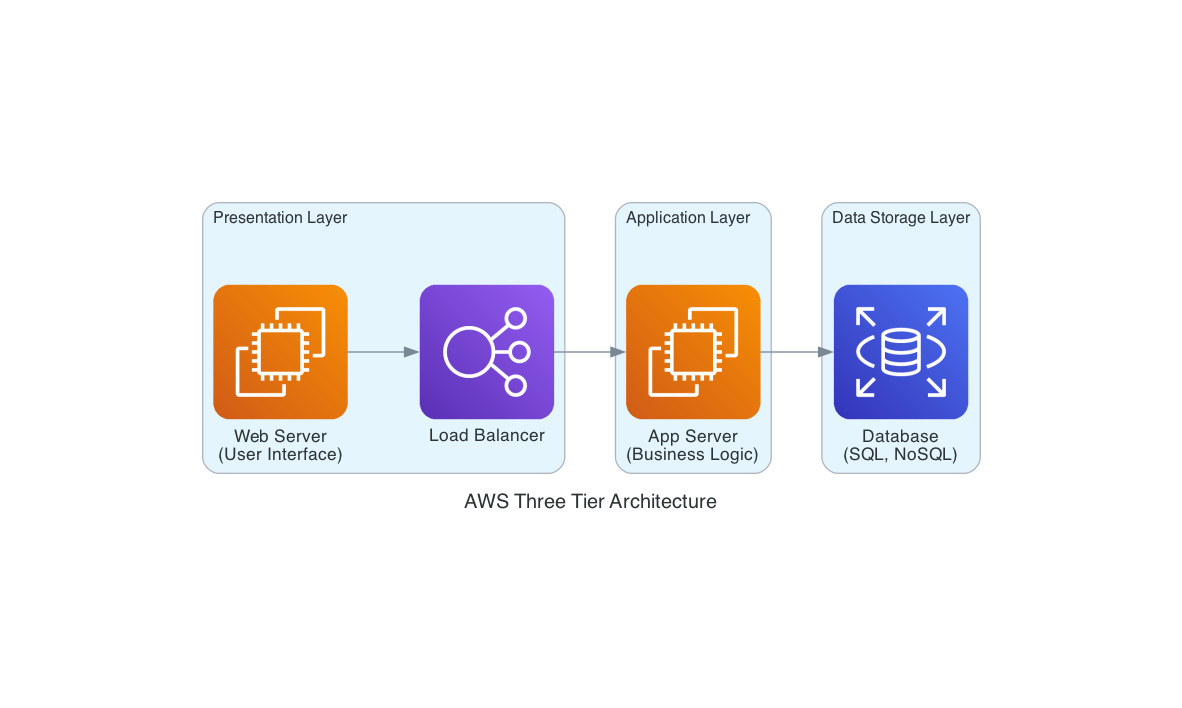 Presentation Layer
Application Layer
Data Storage Layer
Web Server
(User Interface)
Load Balancer
App Server
(Business Logic)
Database
(SQL, NoSQL)
AWS Three Tier Architecture